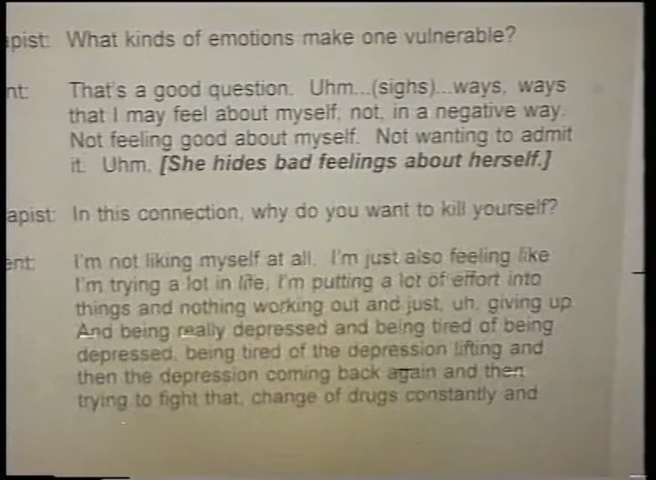 apist: What kinds of emotions make one vulnerable?
nt: That's a good question. Uhm...(sighs)...ways, ways
that I may feel about myself, not, in a negative way.
Not feeling good about myself. Not wanting to admit
it. Uhm, [She hides bad feelings about herself.]
apist: In this connection, why do you want to kill yourself?
ent: I'm not liking myself at all. I'm just also feeling like
I'm trying a lot in life, I'm putting a lot of effort into
things and nothing working out and just, uh, giving up.
And being really depressed and being tired of being
depressed, being tired of the depression lifting and
then the depression coming back again and then
trying to fight that, change of drugs constantly and